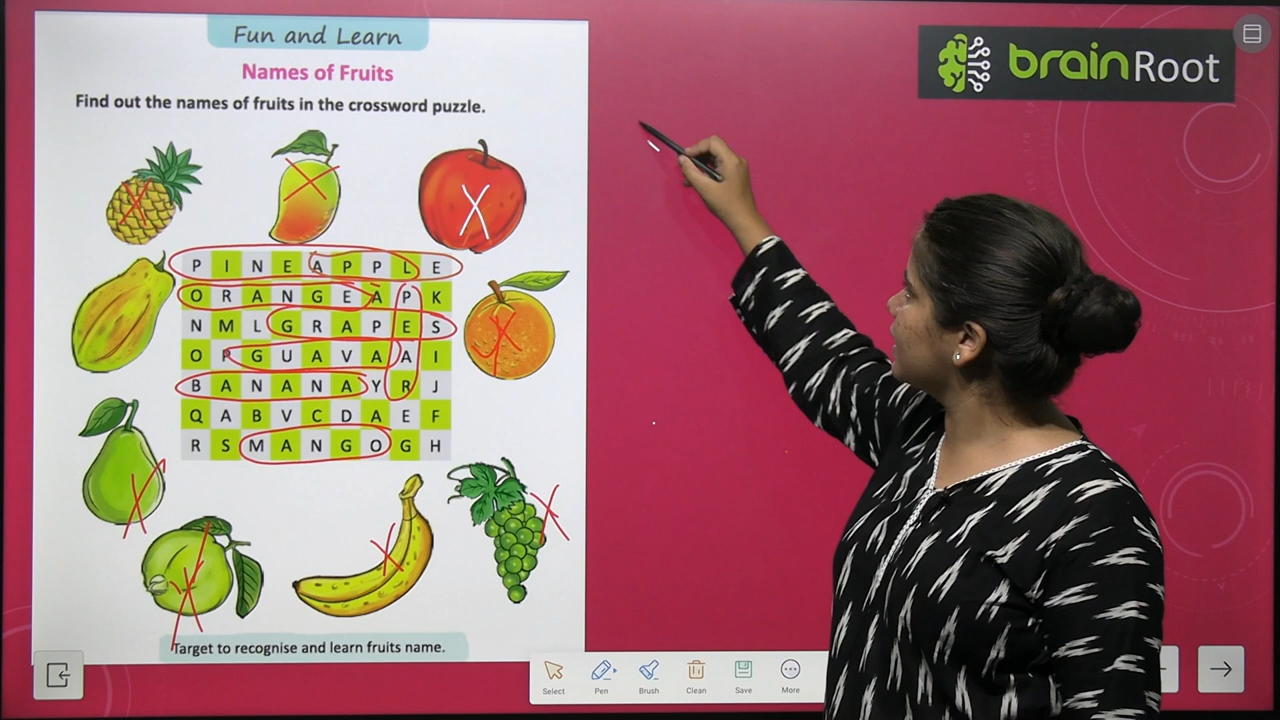 Fun and Learn
Names of Fruits
Find out the names of fruits in the crossword puzzle.
brainRoot
P I N E A P P L E
O R A N G E A P K
N M L G R A P E S
O P G U A V A A I
B A N A N A Y R J
Q A B V C D A E F
R S M A N G O G H
Target to recognise and learn fruits name.
Select Pen Brush Clean Save More